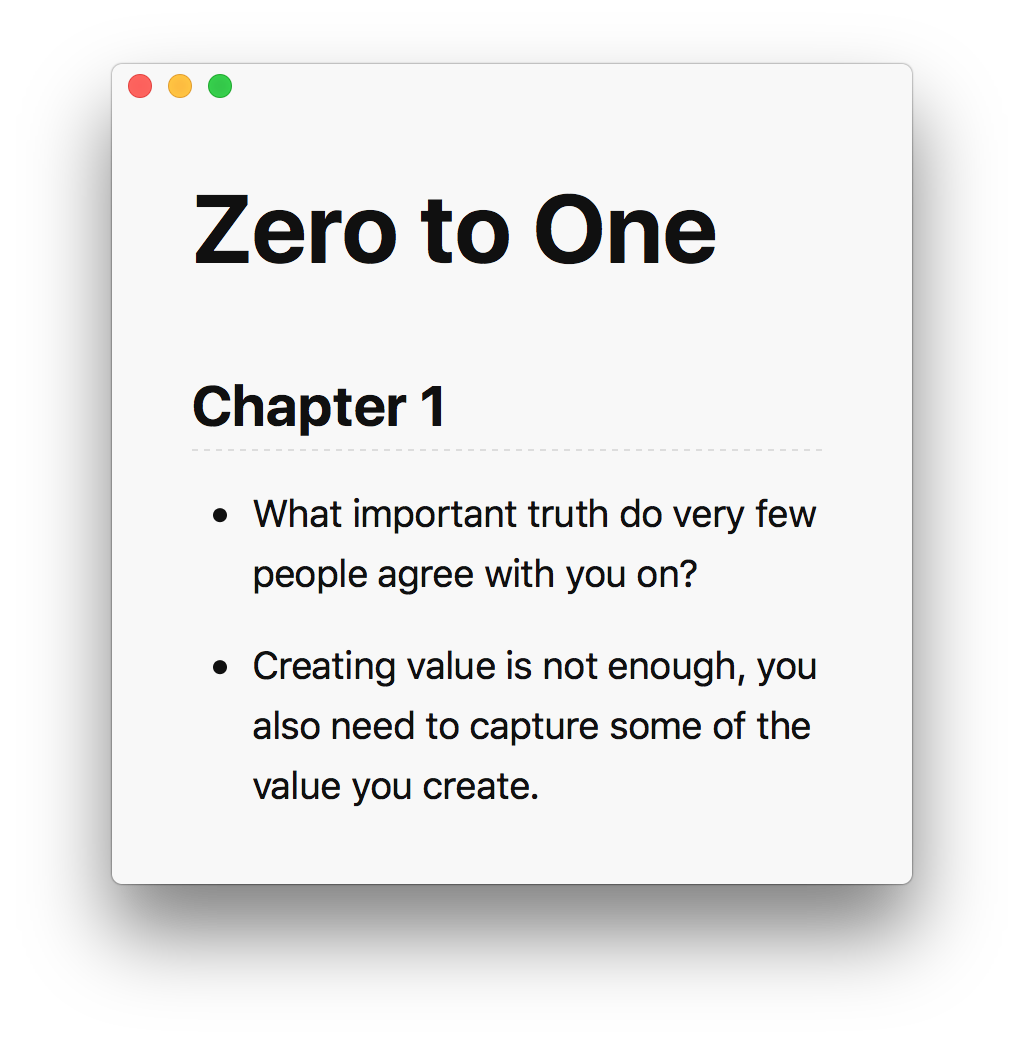 Zero to One
Chapter 1
• What important truth do very few
people agree with you on?
• Creating value is not enough, you
also need to capture some of the
value you create.